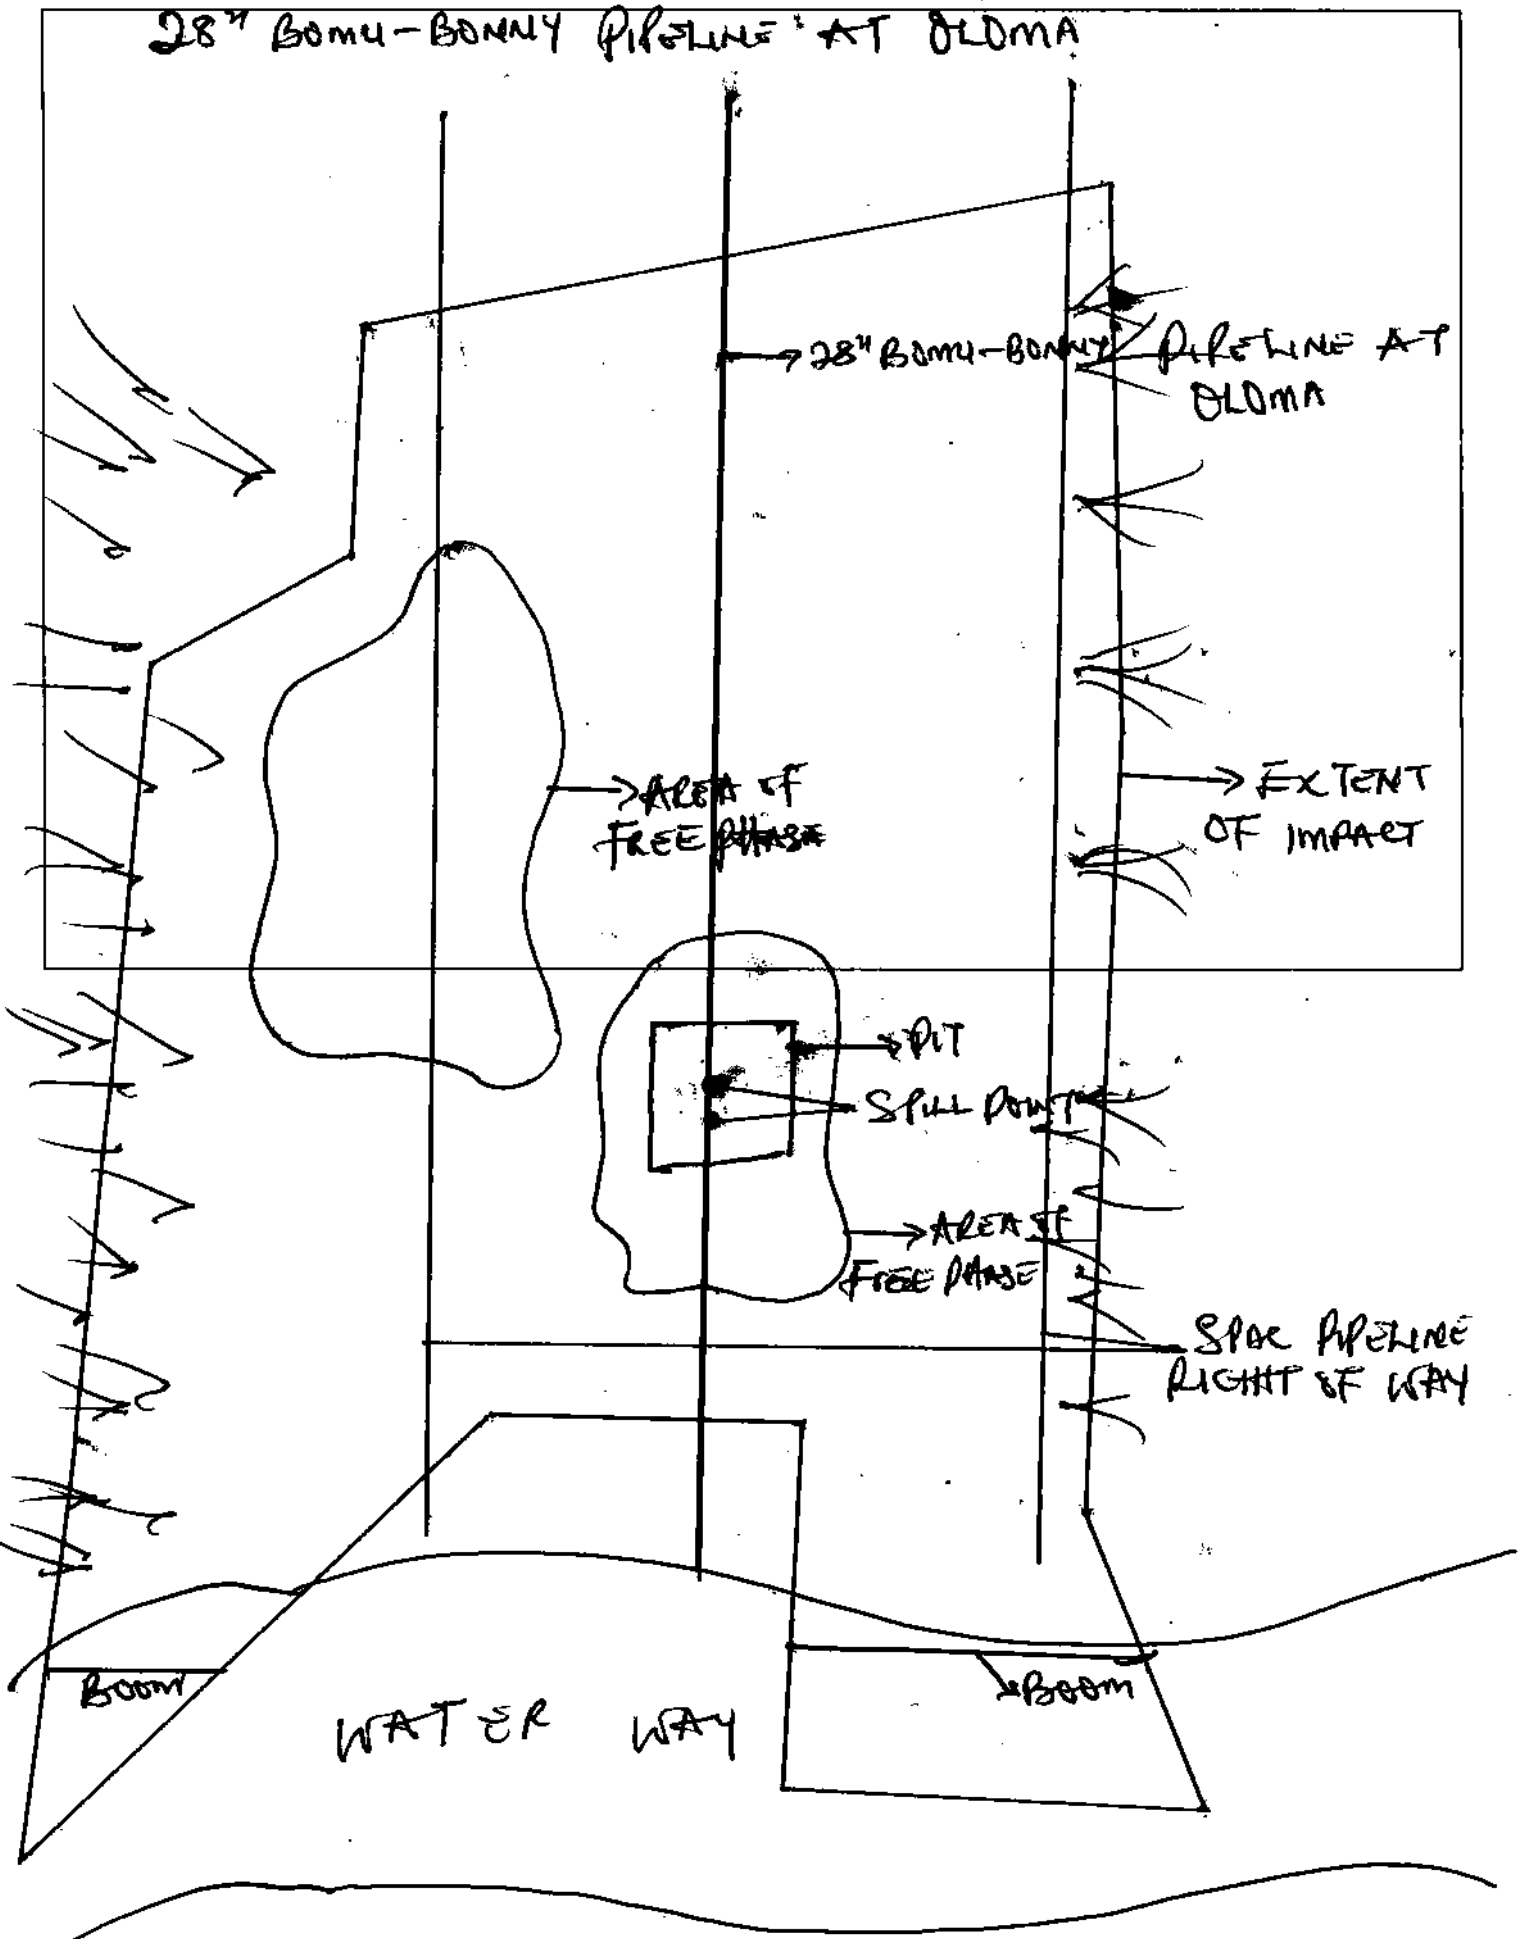 28" BOMU-BONNY PIPELINE AT OLOMA
28" BOMU-BONNY PIPELINE AT
OLOMA
AREA OF
FREE PHASE
EXTENT
OF IMPACT
PIT
SPILL POINT
AREA OF
FREE PHASE
SPDC PIPELINE
RIGHT OF WAY
BOOM
BOOM
WATER WAY